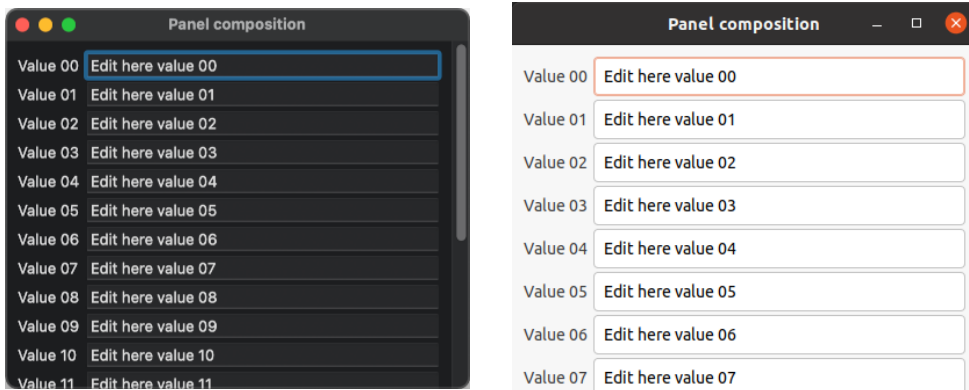 Panel composition
Value 00 Edit here value 00
Value 01 Edit here value 01
Value 02 Edit here value 02
Value 03 Edit here value 03
Value 04 Edit here value 04
Value 05 Edit here value 05
Value 06 Edit here value 06
Value 07 Edit here value 07
Value 08 Edit here value 08
Value 09 Edit here value 09
Value 10 Edit here value 10
Value 11 Edit here value 11
Panel composition
Value 00 Edit here value 00
Value 01 Edit here value 01
Value 02 Edit here value 02
Value 03 Edit here value 03
Value 04 Edit here value 04
Value 05 Edit here value 05
Value 06 Edit here value 06
Value 07 Edit here value 07